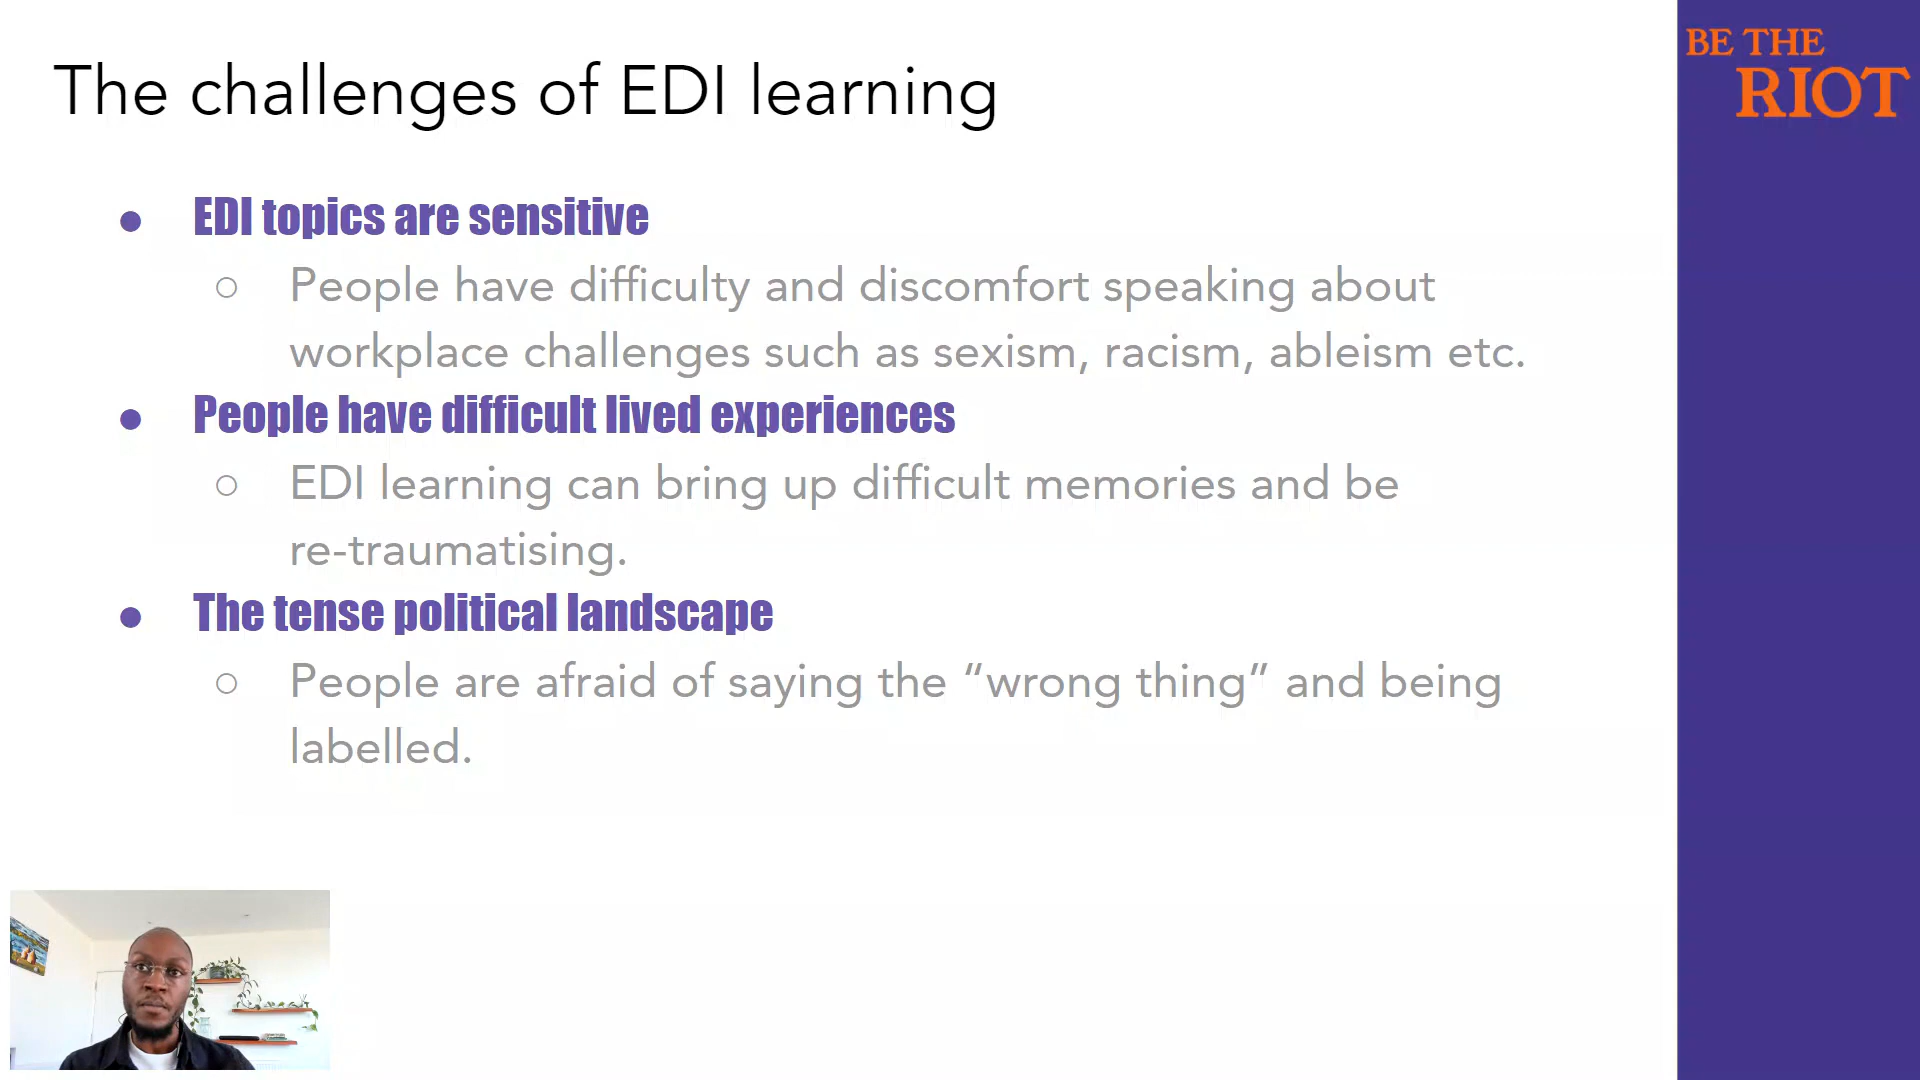 The challenges of EDI learning
BE THE
RIOT
● EDI topics are sensitive
○ People have difficulty and discomfort speaking about
workplace challenges such as sexism, racism, ableism etc.
● People have difficult lived experiences
○ EDI learning can bring up difficult memories and be
re-traumatising.
● The tense political landscape
○ People are afraid of saying the “wrong thing” and being
labelled.